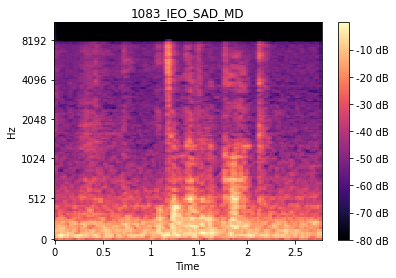 1083_IEO_SAD_MD
Hz
8192
4096
2048
1024
512
0
0
0.5
1
1.5
2
2.5
Time
-10 dB
-20 dB
-30 dB
-40 dB
-50 dB
-60 dB
-70 dB
-80 dB